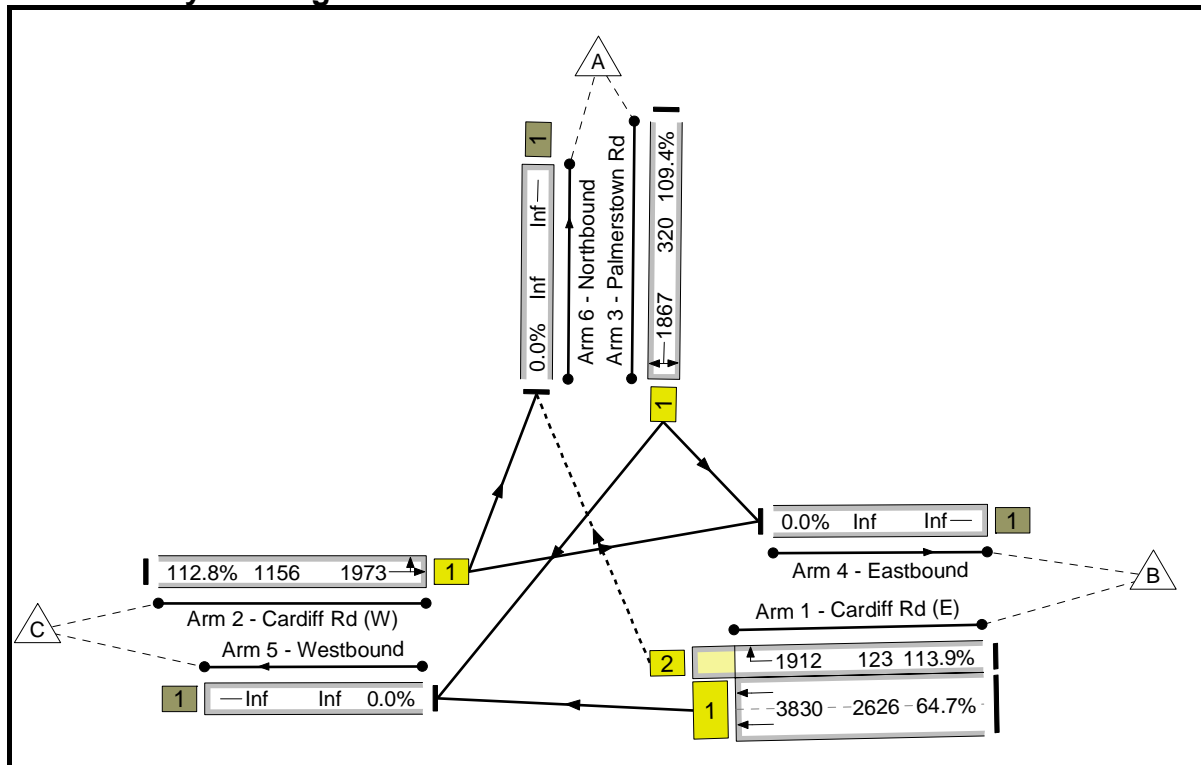 A
1
0.0% Inf Inf
Arm 6 - Northbound
Arm 3 - Palmerstown Rd
1867 320 109.4%
1
0.0% Inf Inf
1
Arm 4 - Eastbound
B
112.8% 1156 1973
1
Arm 2 - Cardiff Rd (W)
C
Arm 5 - Westbound
1
Inf Inf 0.0%
Arm 1 - Cardiff Rd (E)
2
1912 123 113.9%
1
3830 2626 64.7%